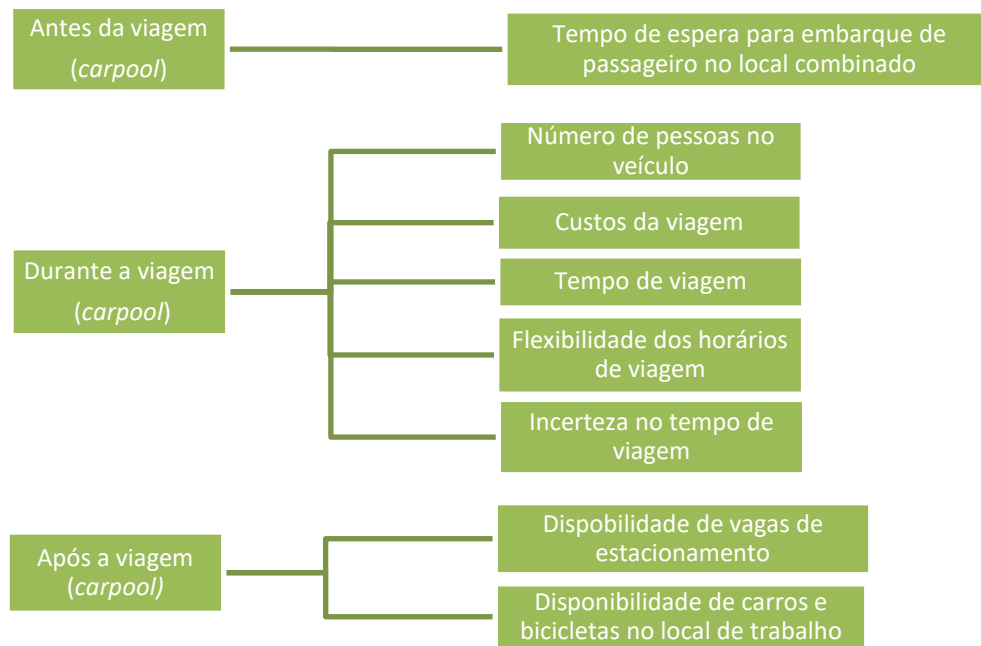 Antes da viagem
(carpool)
Tempo de espera para embarque de
passageiro no local combinado
Durante a viagem
(carpool)
Número de pessoas no
veículo
Custos da viagem
Tempo de viagem
Flexibilidade dos horários
de viagem
Incerteza no tempo de
viagem
Após a viagem
(carpool)
Dispobilidade de vagas de
estacionamento
Disponibilidade de carros e
bicicletas no local de trabalho